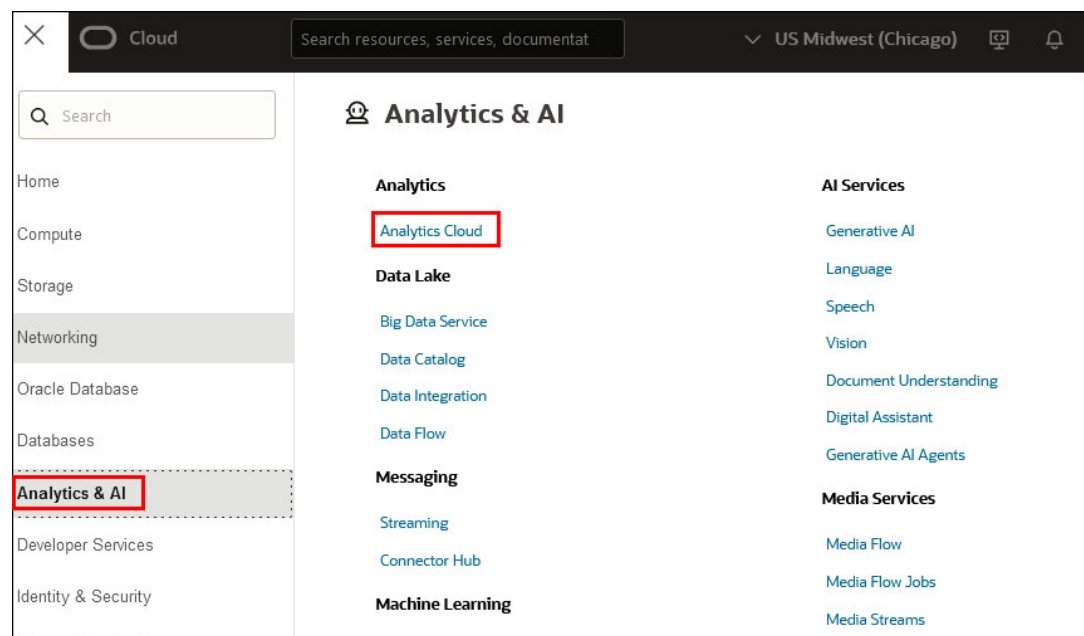 Cloud
Search resources, services, documentat
US Midwest (Chicago)
Search
Home
Compute
Storage
Networking
Oracle Database
Databases
Analytics & AI
Developer Services
Identity & Security
Analytics & AI
Analytics
Analytics Cloud
Data Lake
Big Data Service
Data Catalog
Data Integration
Data Flow
Messaging
Streaming
Connector Hub
Machine Learning
AI Services
Generative AI
Language
Speech
Vision
Document Understanding
Digital Assistant
Generative AI Agents
Media Services
Media Flow
Media Flow Jobs
Media Streams